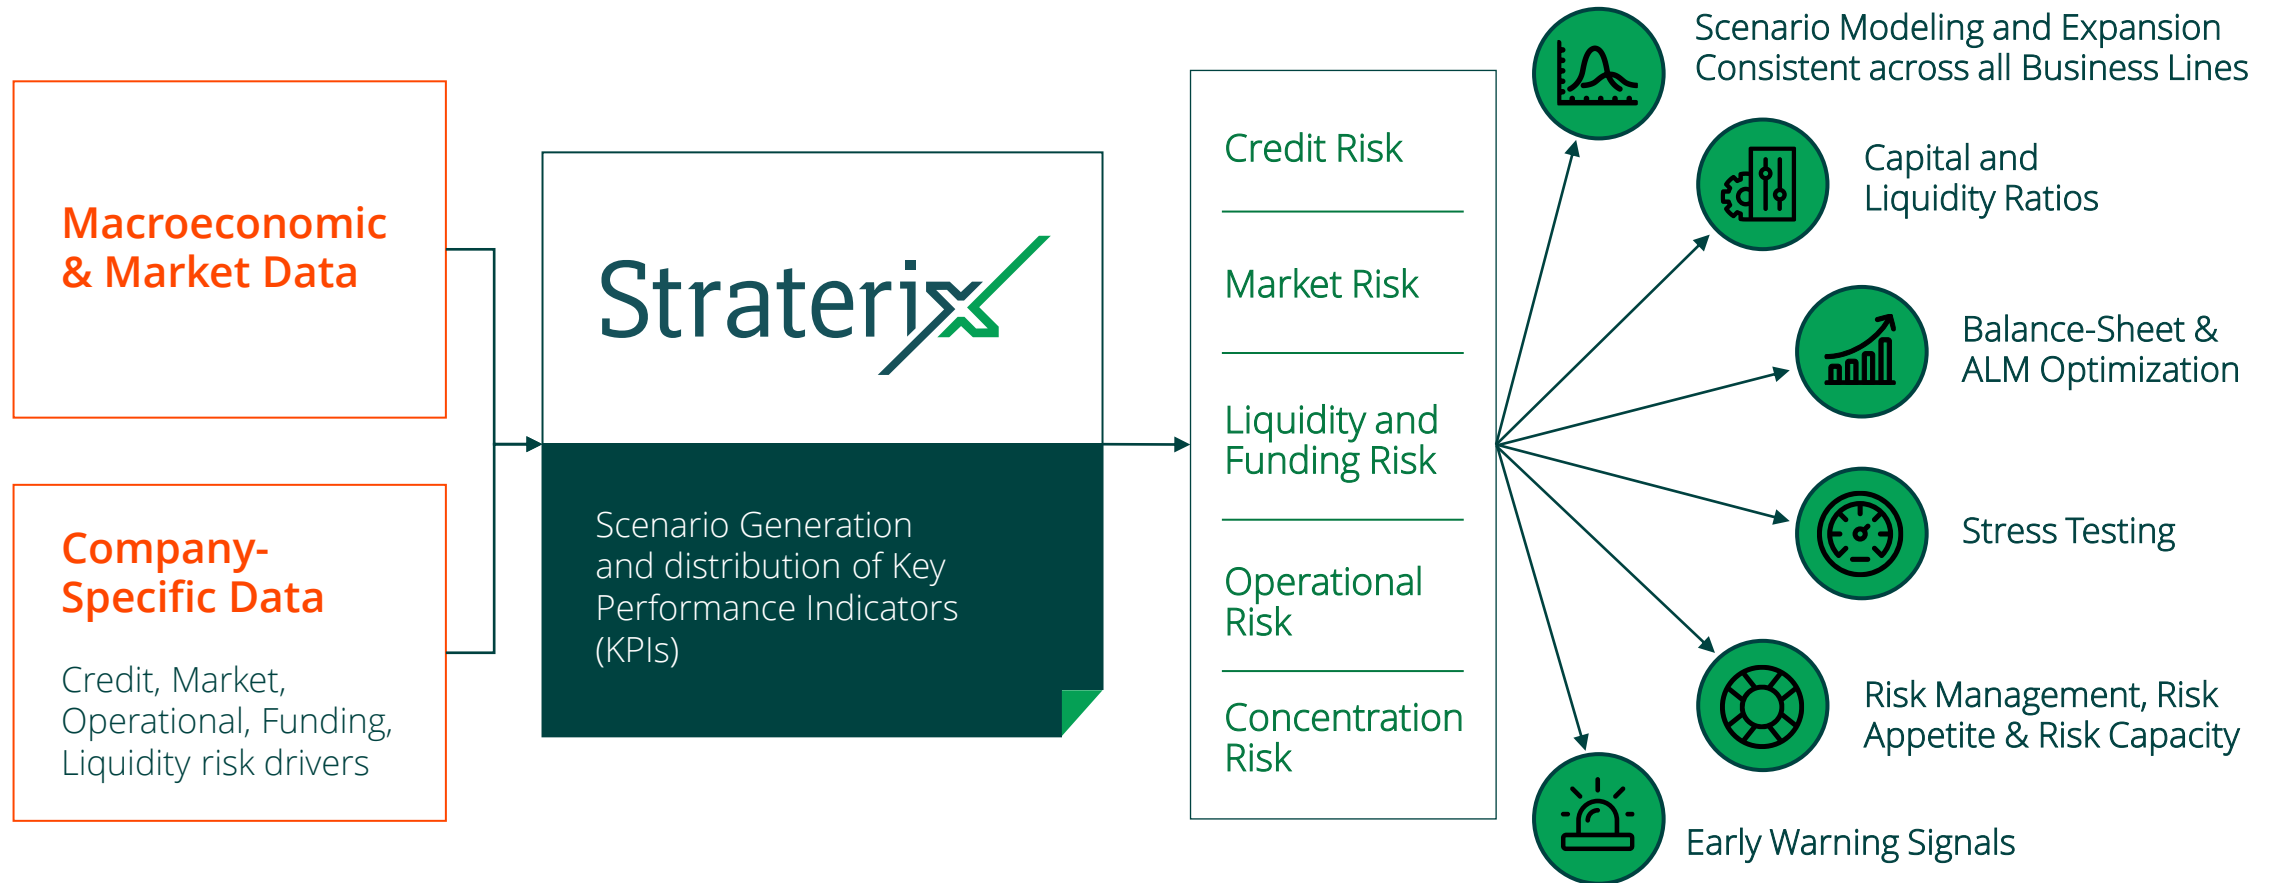 Macroeconomic
& Market Data
Company-
Specific Data
Credit, Market,
Operational, Funding,
Liquidity risk drivers
Straterix
Scenario Generation
and distribution of Key
Performance Indicators
(KPIs)
Credit Risk
Market Risk
Liquidity and
Funding Risk
Operational
Risk
Concentration
Risk
Scenario Modeling and Expansion
Consistent across all Business Lines
Capital and
Liquidity Ratios
Balance-Sheet &
ALM Optimization
Stress Testing
Risk Management, Risk
Appetite & Risk Capacity
Early Warning Signals